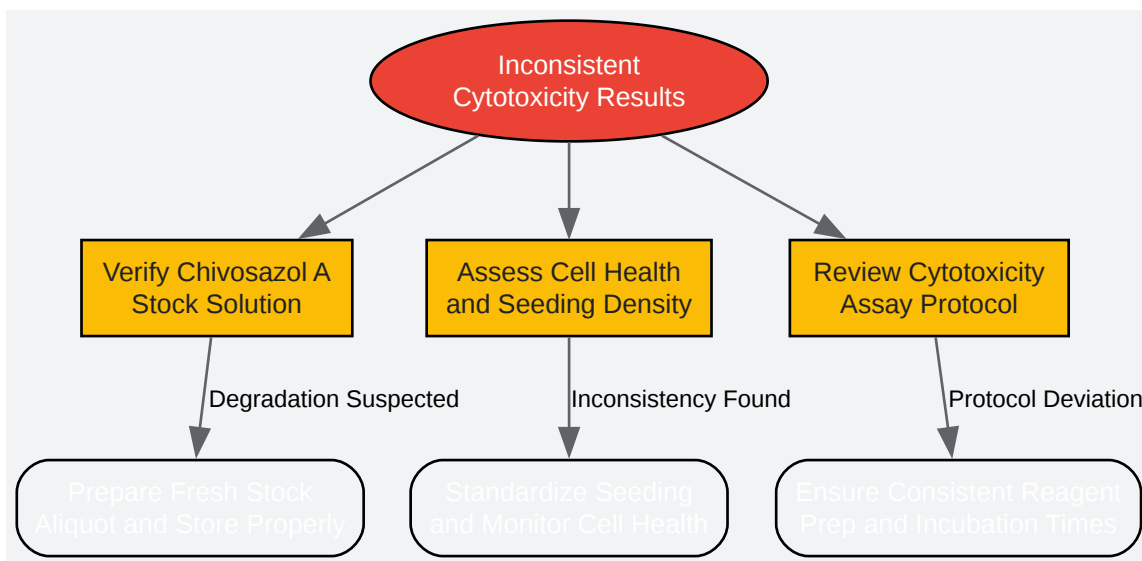 Inconsistent
Cytotoxicity Results
Verify Chivosazol A
Stock Solution
Assess Cell Health
and Seeding Density
Review Cytotoxicity
Assay Protocol
Degradation Suspected
Inconsistency Found
Protocol Deviation
Prepare Fresh Stock
Aliquot and Store Properly
Standardize Seeding
and Monitor Cell Health
Ensure Consistent Reagent
Prep and Incubation Times